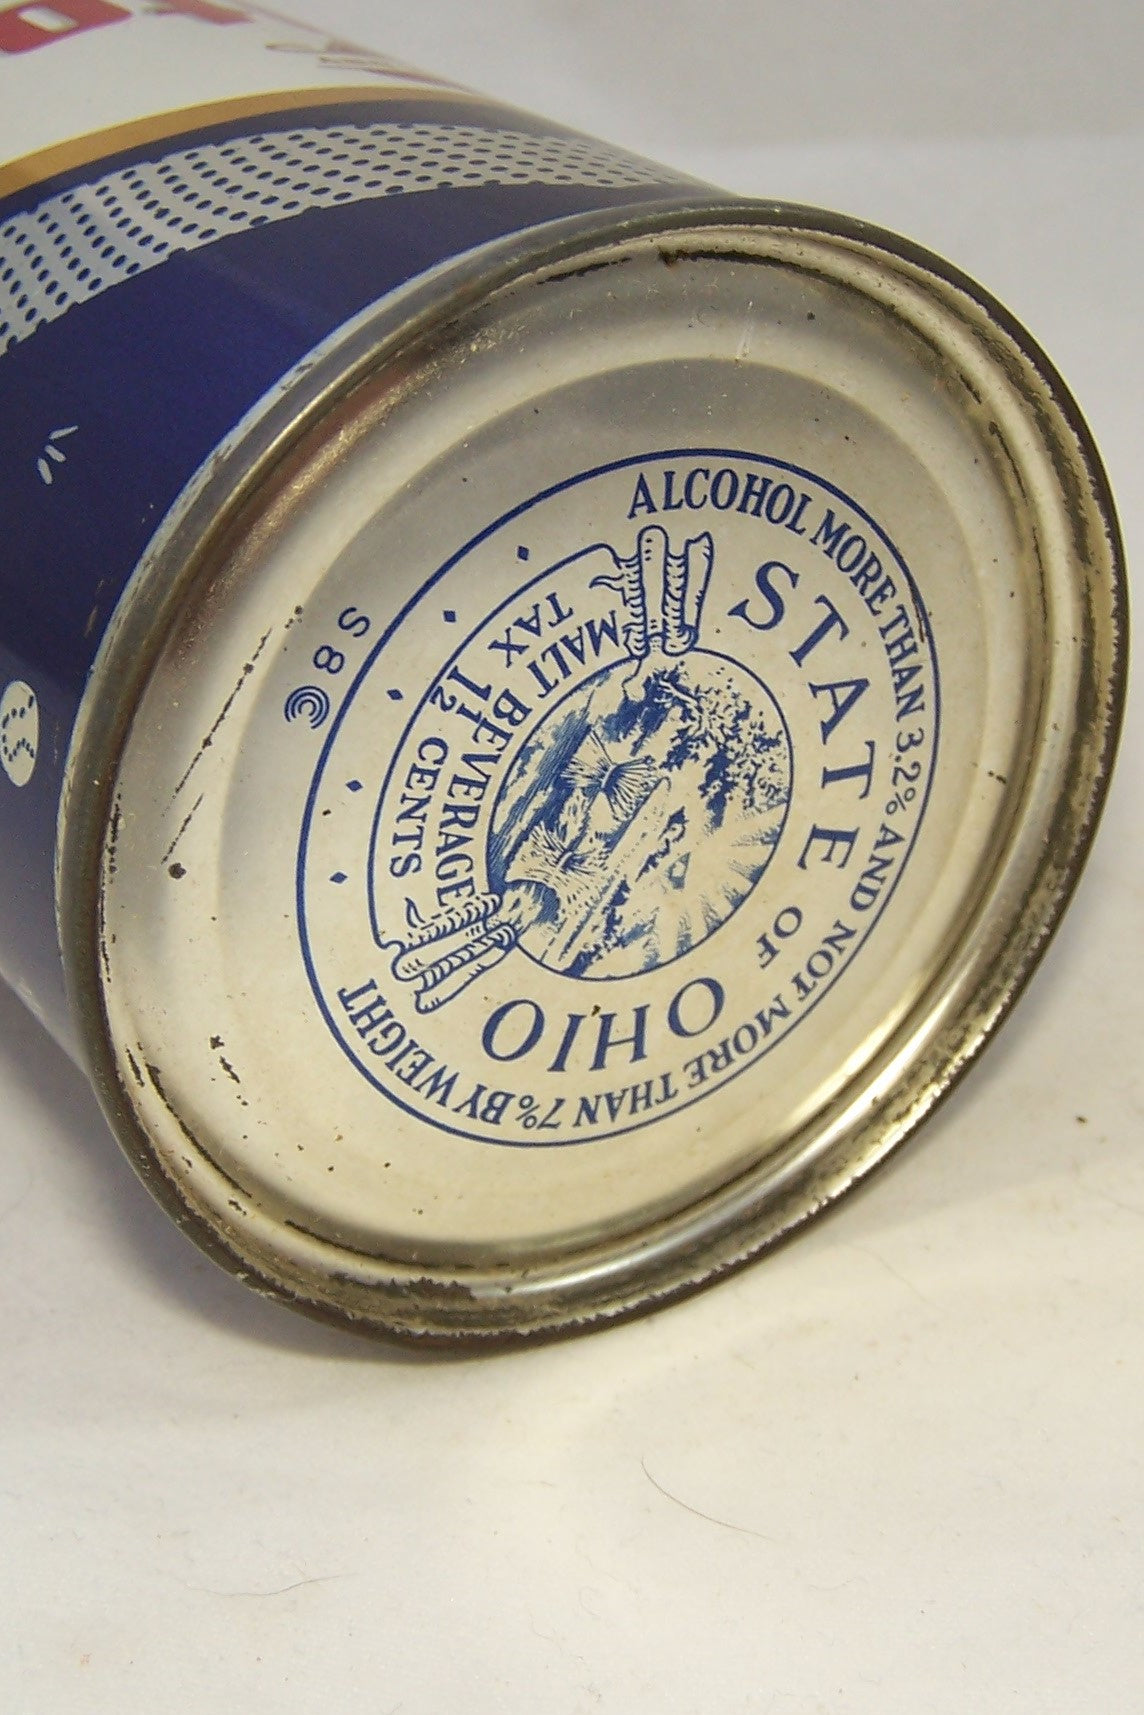 ALCOHOL MORE THAN 3.2% AND NOT MORE THAN 7% BY WEIGHT
STATE OF OHIO
MALT BEVERAGE
TAX 1½ CENTS
S8C